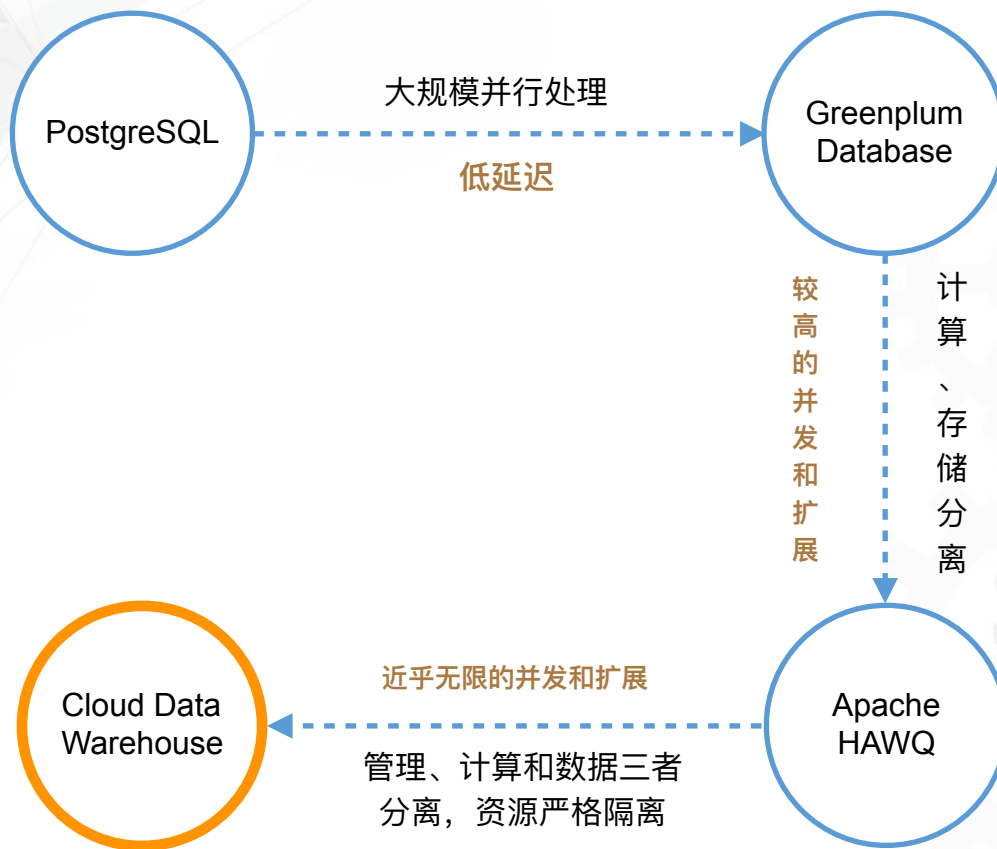 PostgreSQL
大规模并行处理
低延迟
Greenplum
Database
较高的并发和扩展
计算、存储分离
Cloud Data
Warehouse
近乎无限的并发和扩展
管理、计算和数据三者
分离，资源严格隔离
Apache
HAWQ